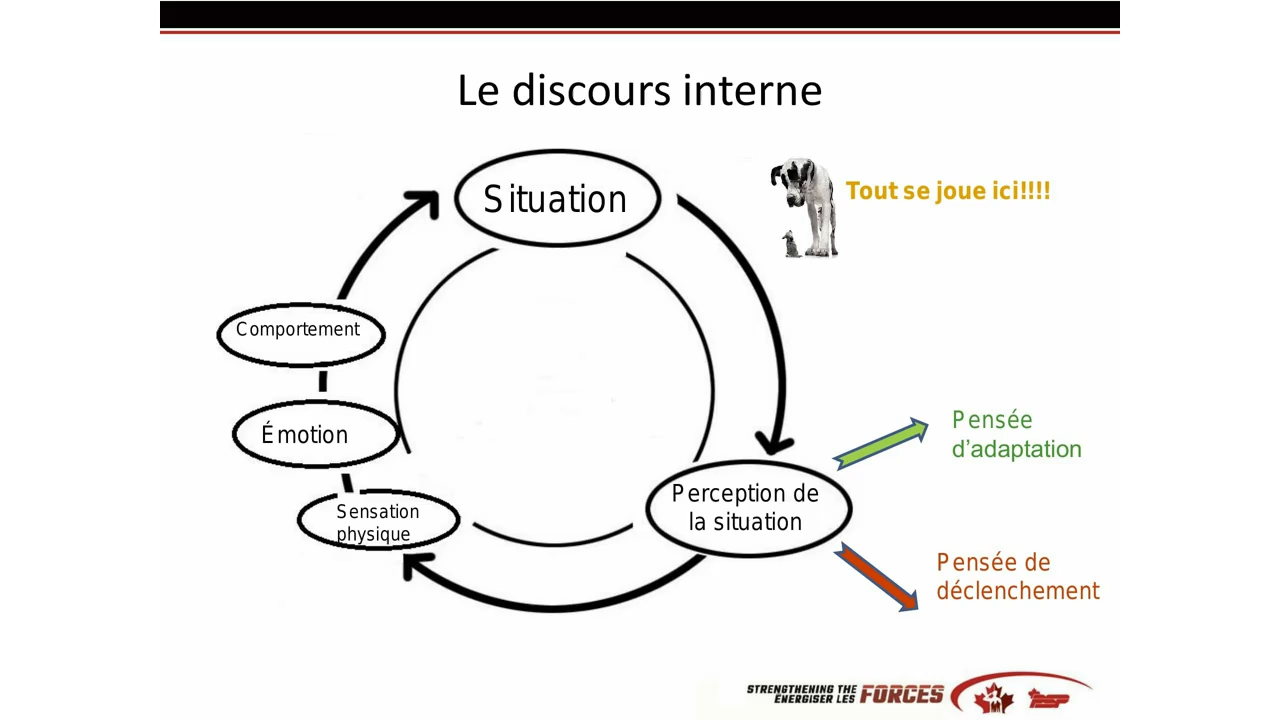 Le discours interne
Situation
Tout se joue ici!!!!
Comportement
Émotion
Sensation
physique
Perception de
la situation
Pensée
d’adaptation
Pensée de
déclenchement
STRENGTHENING THE
ÉNERGISER LES FORCES
PSP